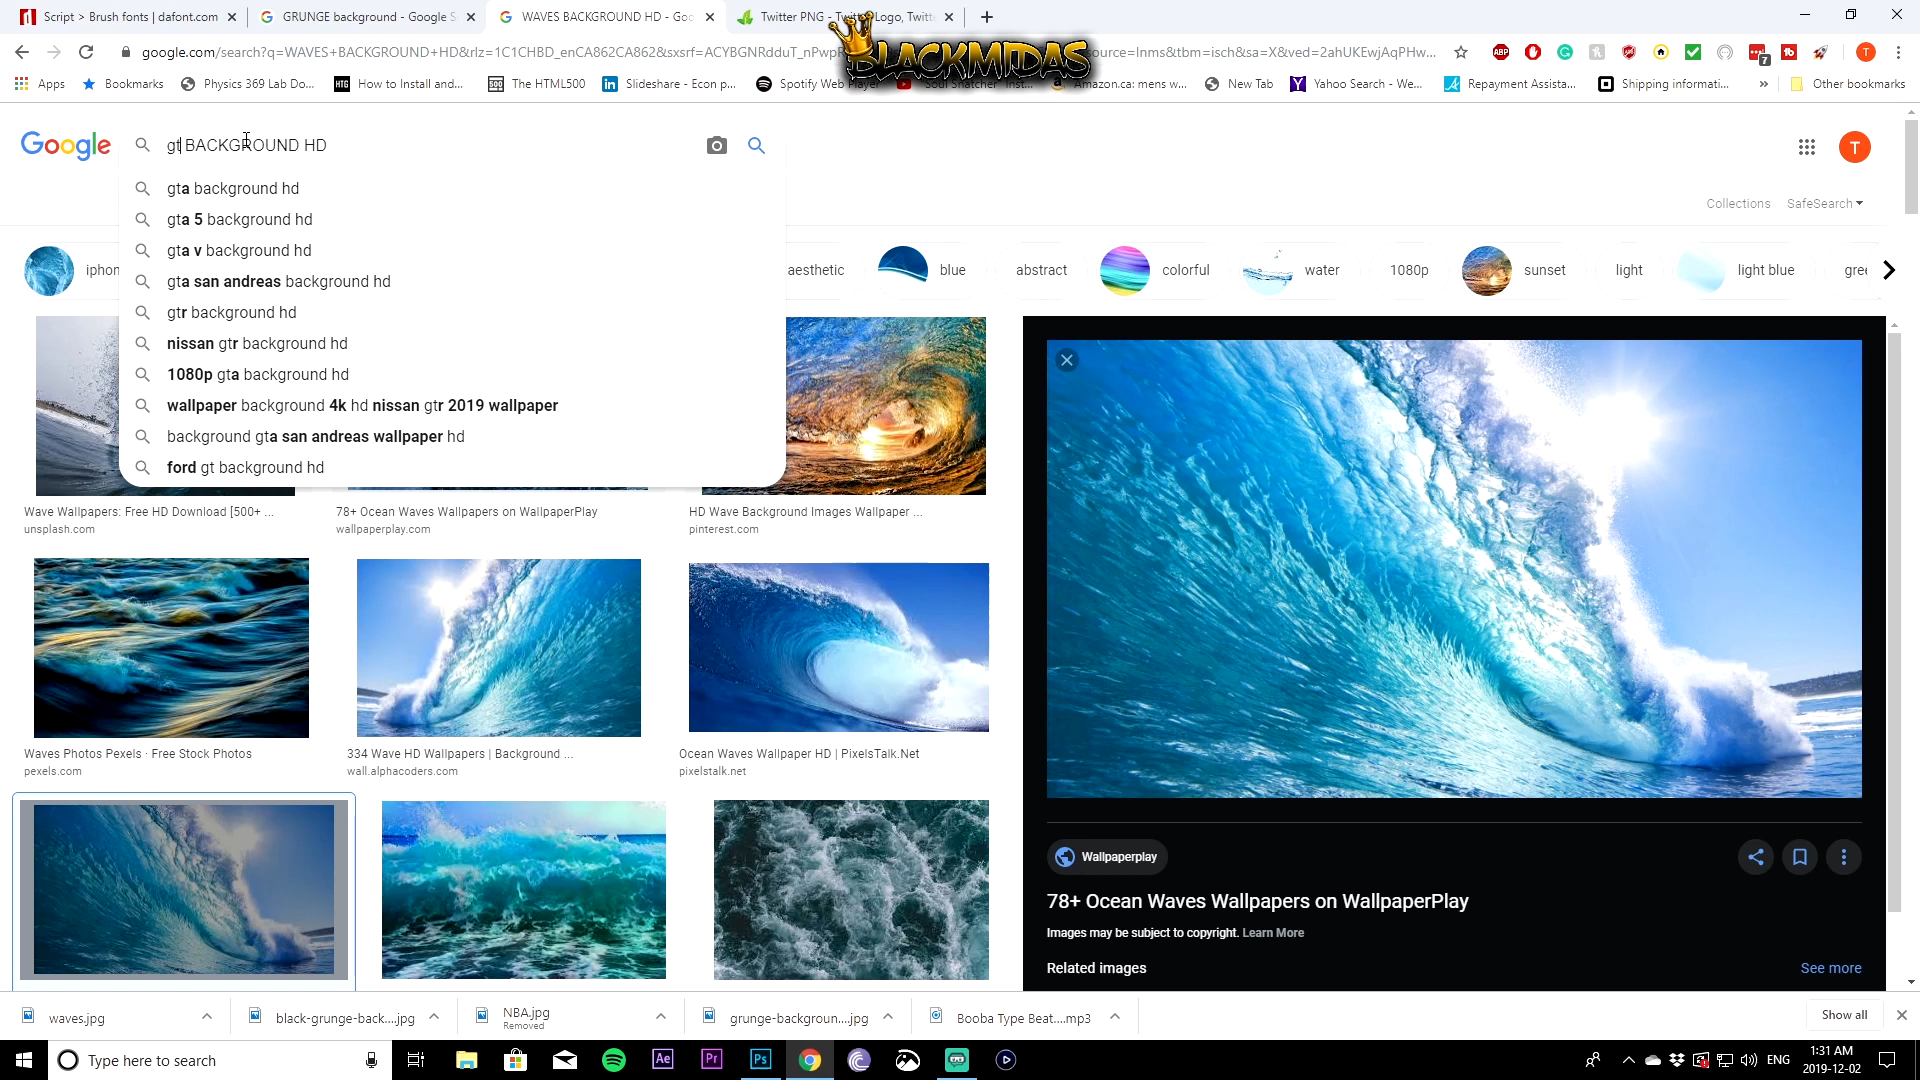 Script > Brush fonts | dafont.com
GRUNGE background - Google S
WAVES BACKGROUND HD - Goo
Twitter PNG - Twitter Logo, Twitte
BLACKMIDAS
google.com/search?q=WAVES+BACKGROUND+HD&rlz=1C1CHBD_enCA862CA862&sxsrf=ACYBGNRdduT_nPwpR
ource=lnms&tbm=isch&sa=X&ved=2ahUKEwjAqPHw...
ABP
7
T
Apps
Bookmarks
Physics 369 Lab Do...
HTG
How to Install and...
The HTML500
Slideshare - Econ p...
Spotify Web Player
Soul Snatcher
Amazon.ca: mens w...
New Tab
Yahoo Search - We...
Repayment Assista...
Shipping informati...
»
Other bookmarks
Google
gt BACKGROUND HD
T
gta background hd
gta 5 background hd
gta v background hd
gta san andreas background hd
gtr background hd
nissan gtr background hd
1080p gta background hd
wallpaper background 4k hd nissan gtr 2019 wallpaper
background gta san andreas wallpaper hd
ford gt background hd
Collections
SafeSearch
iphon
aesthetic
blue
abstract
colorful
water
1080p
sunset
light
light blue
gree
Wave Wallpapers: Free HD Download [500+ ...
unsplash.com
78+ Ocean Waves Wallpapers on WallpaperPlay
wallpaperplay.com
HD Wave Background Images Wallpaper ...
pinterest.com
Waves Photos Pexels · Free Stock Photos
pexels.com
334 Wave HD Wallpapers | Background ...
wall.alphacoders.com
Ocean Waves Wallpaper HD | PixelsTalk.Net
pixelstalk.net
Wallpaperplay
78+ Ocean Waves Wallpapers on WallpaperPlay
Images may be subject to copyright. Learn More
Related images
See more
waves.jpg
black-grunge-back....jpg
NBA.jpg
Removed
grunge-backgroun....jpg
Booba Type Beat....mp3
Show all
Type here to search
Ae
Pr
Ps
ENG
1:31 AM
2019-12-02